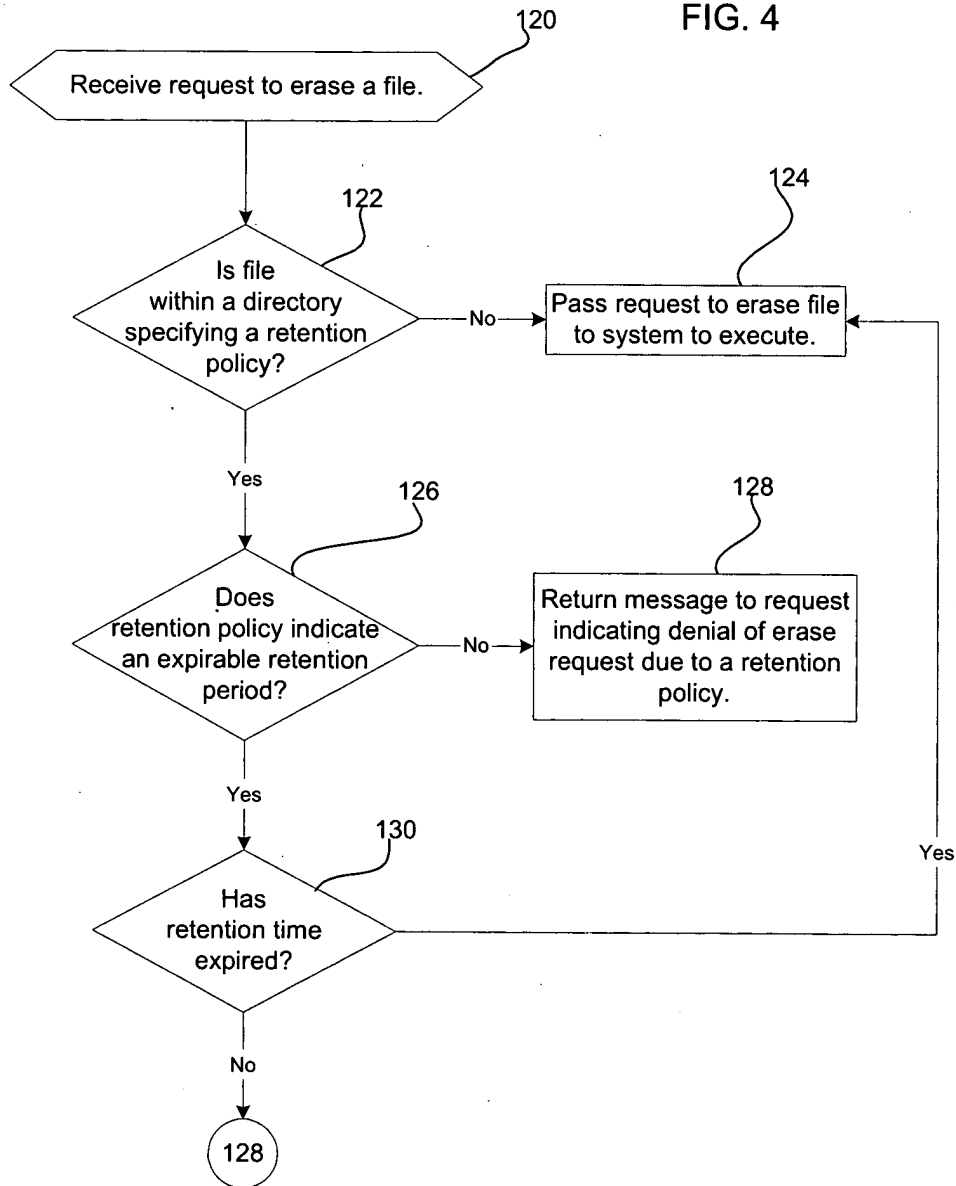 FIG. 4
120
Receive request to erase a file.
122
Is file
within a directory
specifying a retention
policy?
No
124
Pass request to erase file
to system to execute.
Yes
126
Does
retention policy indicate
an expirable retention
period?
No
128
Return message to request
indicating denial of erase
request due to a retention
policy.
Yes
130
Has
retention time
expired?
Yes
No
128